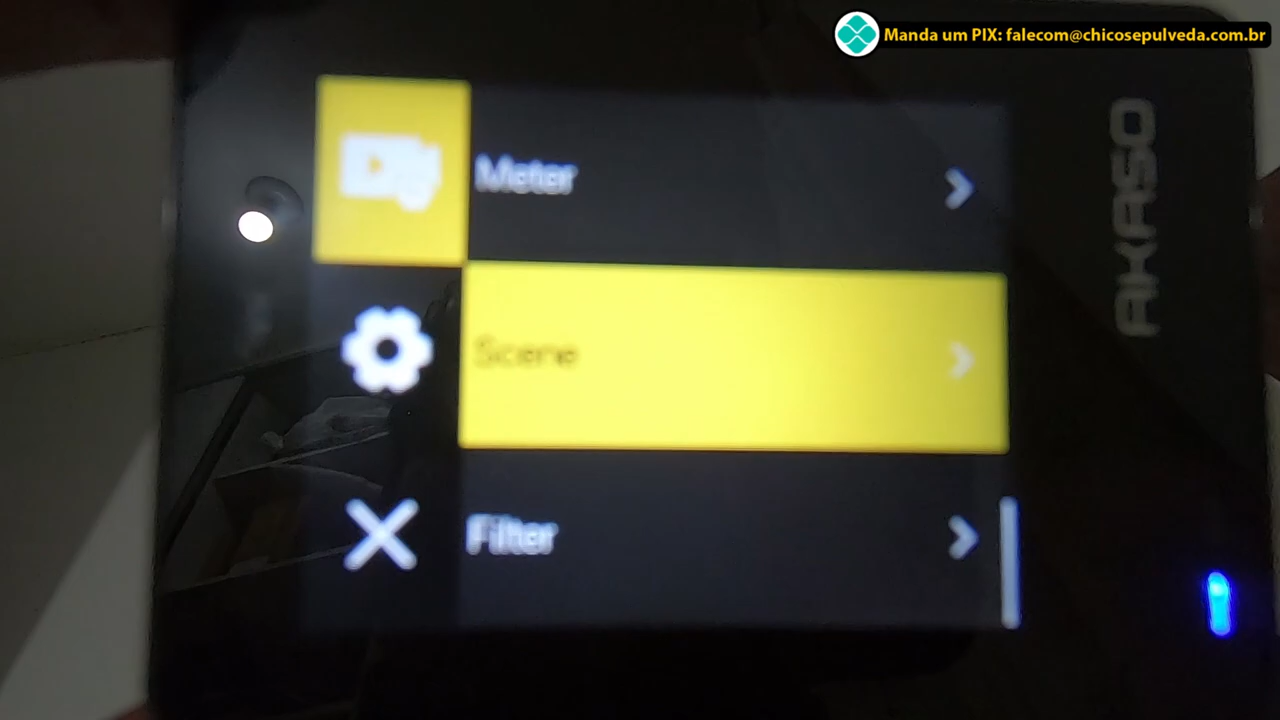 Manda um PIX: falecom@chicosepulveda.com.br
Meter
Scene
Filter
AKASO